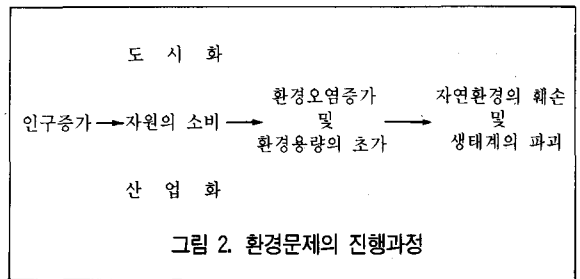 도 시 화
인구증가 → 자원의 소비 → 환경오염증가 및 환경용량의 초가 → 자연환경의 훼손 및 생태계의 파괴
산 업 화
그림 2. 환경문제의 진행과정